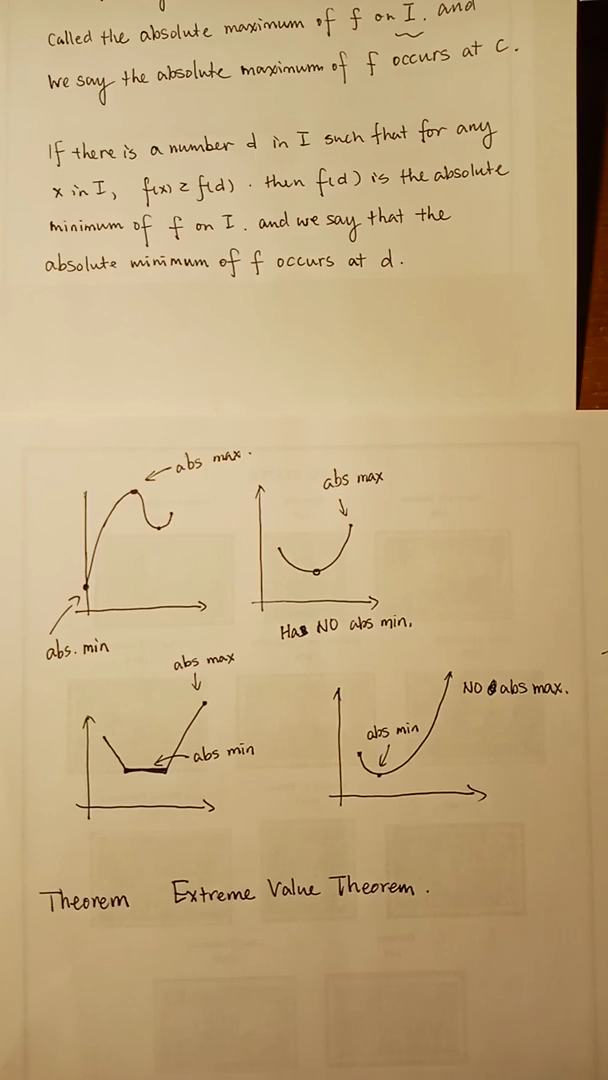 called the absolute maximum of f on I. and
we say the absolute maximum of f occurs at c.
If there is a number d in I such that for any
x in I, f(x) ≥ f(d). then f(d) is the absolute
minimum of f on I. and we say that the
absolute minimum of f occurs at d.
abs max.
abs max
abs. min
Has NO abs min.
abs max
abs min
NO abs max.
abs min
Theorem Extreme Value Theorem.